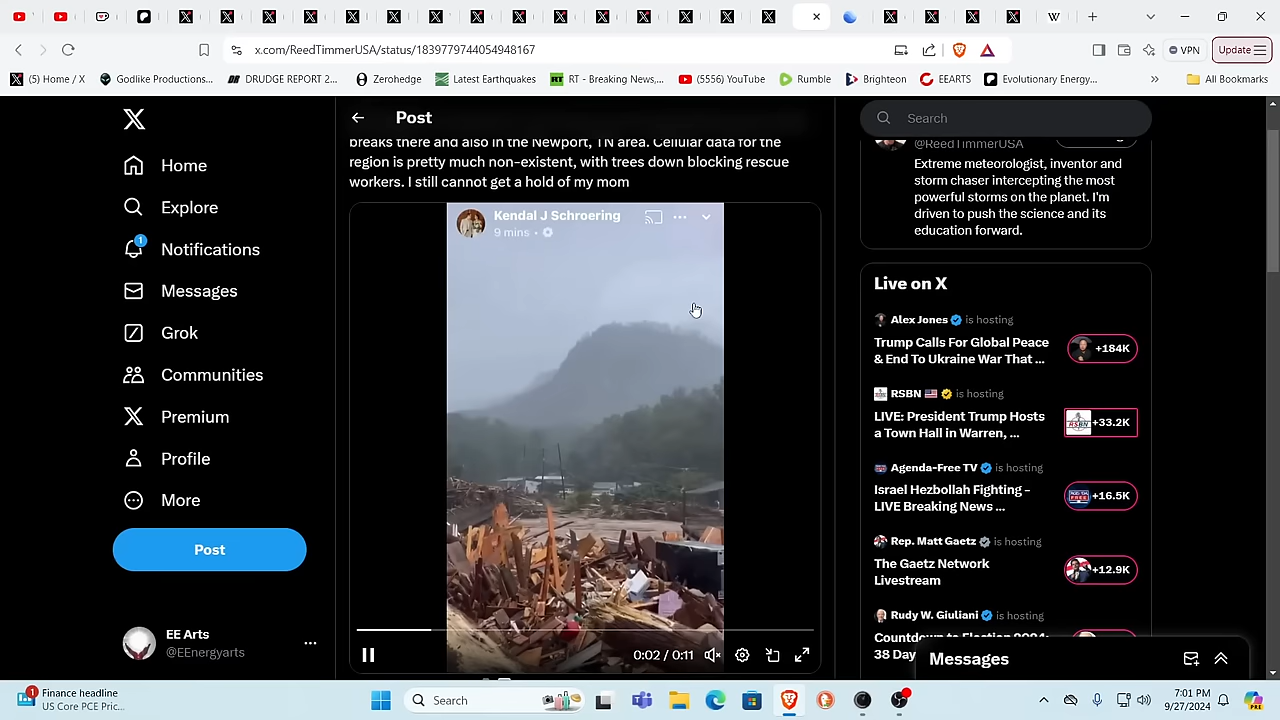 x.com/ReedTimmerUSA/status/1839779744054948167
VPN
Update
(5) Home / X
Godlike Productions...
DRUDGE REPORT 2...
Zerohedge
Latest Earthquakes
RT - Breaking News,...
(5556) YouTube
Rumble
Brighteon
EEARTS
Evolutionary Energy...
All Bookmarks
Home
Explore
1
Notifications
Messages
Grok
Communities
Premium
Profile
More
Post
EE Arts
@EEnergyarts
Post
breaks there and also in the Newport, TN area. Cellular data for the
region is pretty much non-existent, with trees down blocking rescue
workers. I still cannot get a hold of my mom
Kendal J Schroering
9 mins
0:02 / 0:11
Search
@ReedTimmerUSA
Extreme meteorologist, inventor and
storm chaser intercepting the most
powerful storms on the planet. I'm
driven to push the science and its
education forward.
Live on X
Alex Jones is hosting
Trump Calls For Global Peace
& End To Ukraine War That ...
+184K
RSBN is hosting
LIVE: President Trump Hosts
a Town Hall in Warren, ...
+33.2K
Agenda-Free TV is hosting
Israel Hezbollah Fighting -
LIVE Breaking News ...
+16.5K
Rep. Matt Gaetz is hosting
The Gaetz Network
Livestream
+12.9K
Rudy W. Giuliani is hosting
Countdown to Election 2024:
38 Day
Messages
1
Finance headline
US Core PCE Pric...
Search
7:01 PM
9/27/2024